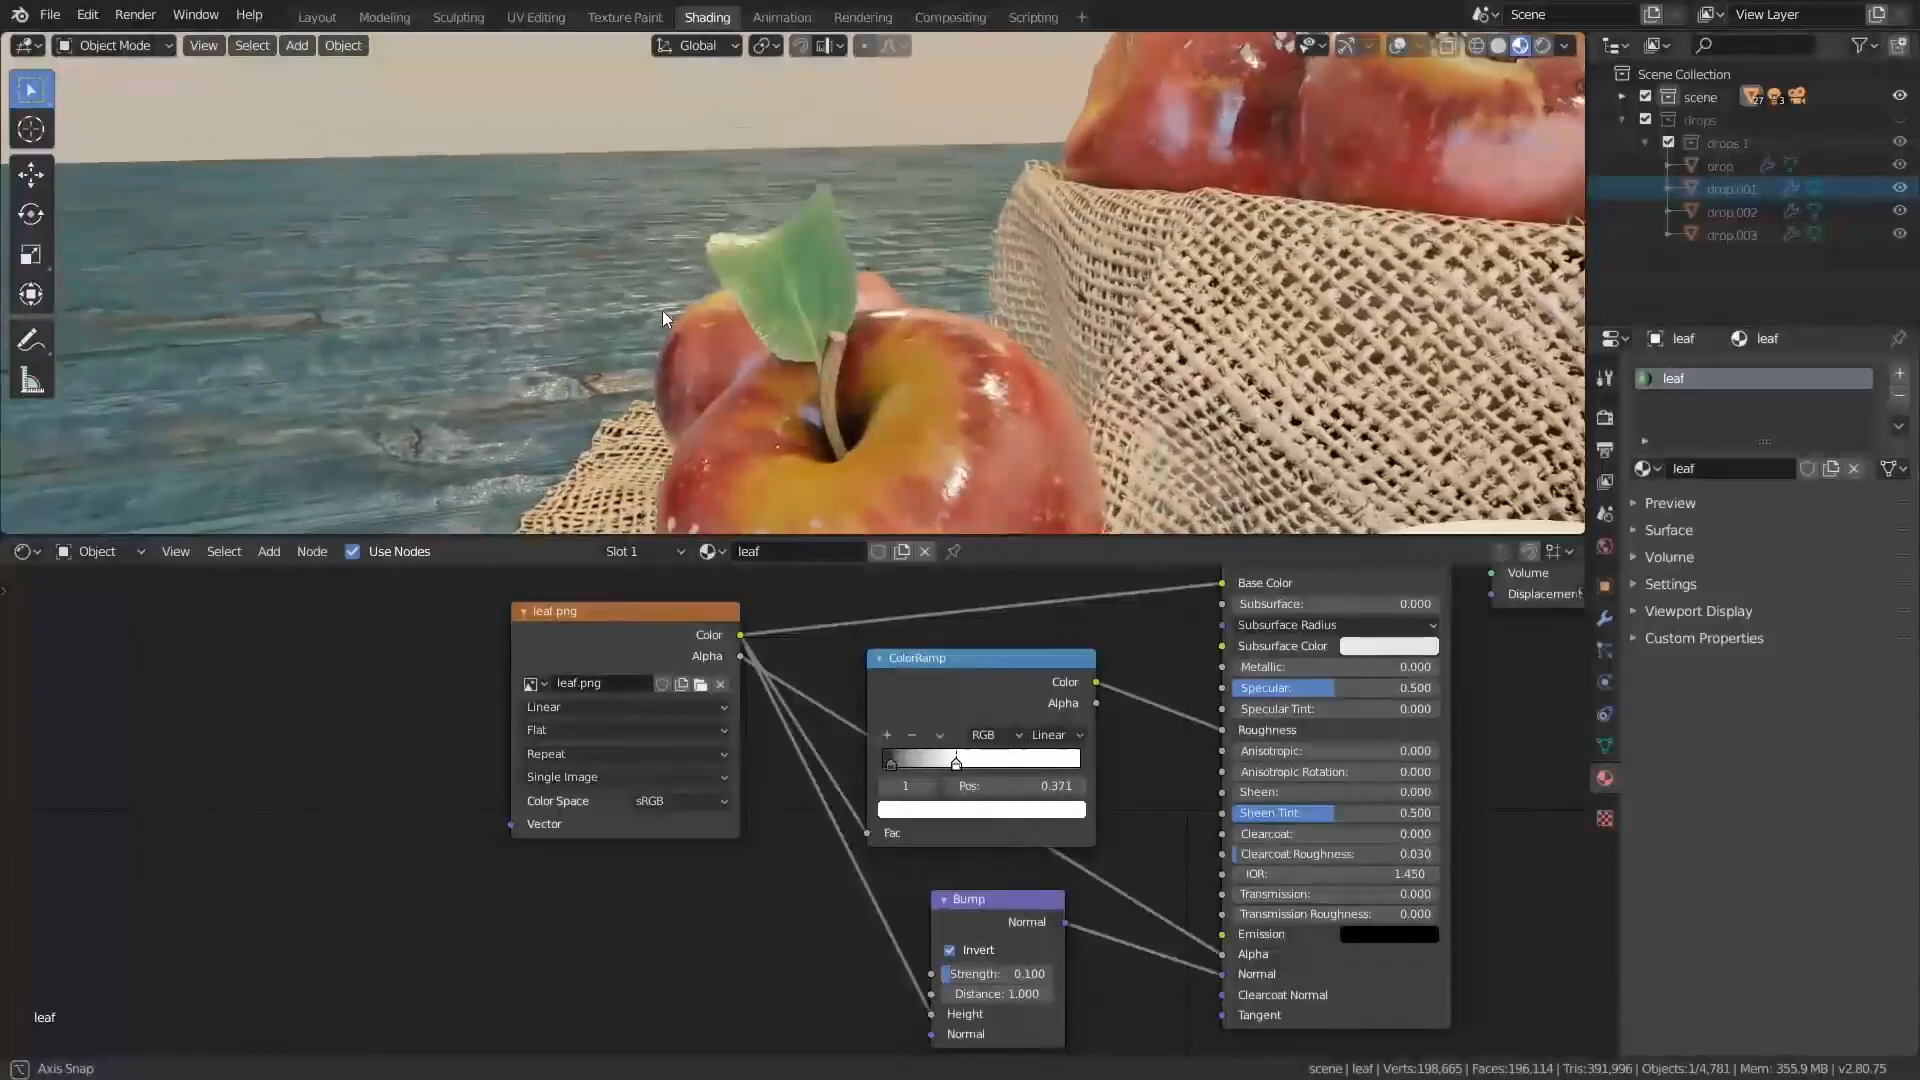 File Edit Render Window Help Layout Modeling Sculpting UV Editing Texture Paint Shading Animation Rendering Compositing Scripting + Scene View Layer
Object Mode View Select Add Object Global
Scene Collection
scene 27 3
drops
drops 1
drop
drop.001
drop.002
drop.003
leaf leaf
leaf
leaf
Preview
Surface
Volume
Settings
Viewport Display
Custom Properties
Object View Select Add Node Object Use Nodes Slot 1 leaf
leaf.png
Color
Alpha
leaf.png
Linear
Flat
Repeat
Single Image
Color Space sRGB
Vector
ColorRamp
Color
Alpha
+ − RGB Linear
1 Pos: 0.371
Fac
Bump
Normal
Invert
Strength: 0.100
Distance: 1.000
Height
Normal
Base Color
Subsurface: 0.000
Subsurface Radius
Subsurface Color
Metallic: 0.000
Specular: 0.500
Specular Tint: 0.000
Roughness
Anisotropic: 0.000
Anisotropic Rotation: 0.000
Sheen: 0.000
Sheen Tint: 0.500
Clearcoat: 0.000
Clearcoat Roughness: 0.030
IOR: 1.450
Transmission: 0.000
Transmission Roughness: 0.000
Emission
Alpha
Normal
Clearcoat Normal
Tangent
Volume
Displacement
leaf
Axis Snap
scene | leaf | Verts:198,665 | Faces:196,114 | Tris:391,996 | Objects:1/4,781 | Mem: 355.9 MB | v2.80.75